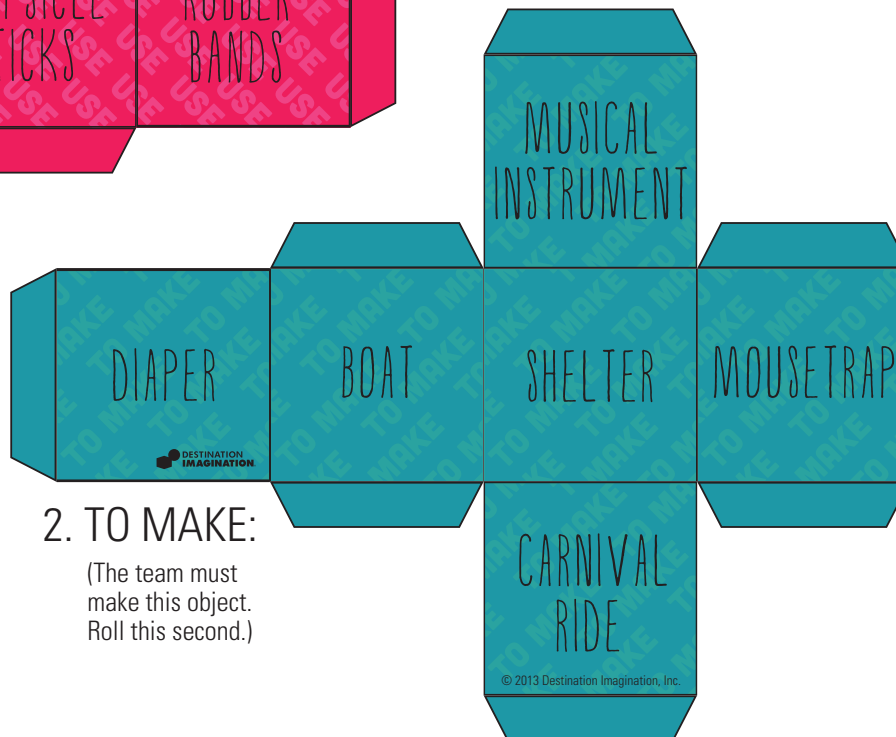 RUBBER
BANDS
MUSICAL
INSTRUMENT
DIAPER
BOAT
SHELTER
MOUSETRAP
DESTINATION
IMAGINATION
2. TO MAKE:
(The team must
make this object.
Roll this second.)
CARNIVAL
RIDE
© 2013 Destination Imagination, Inc.